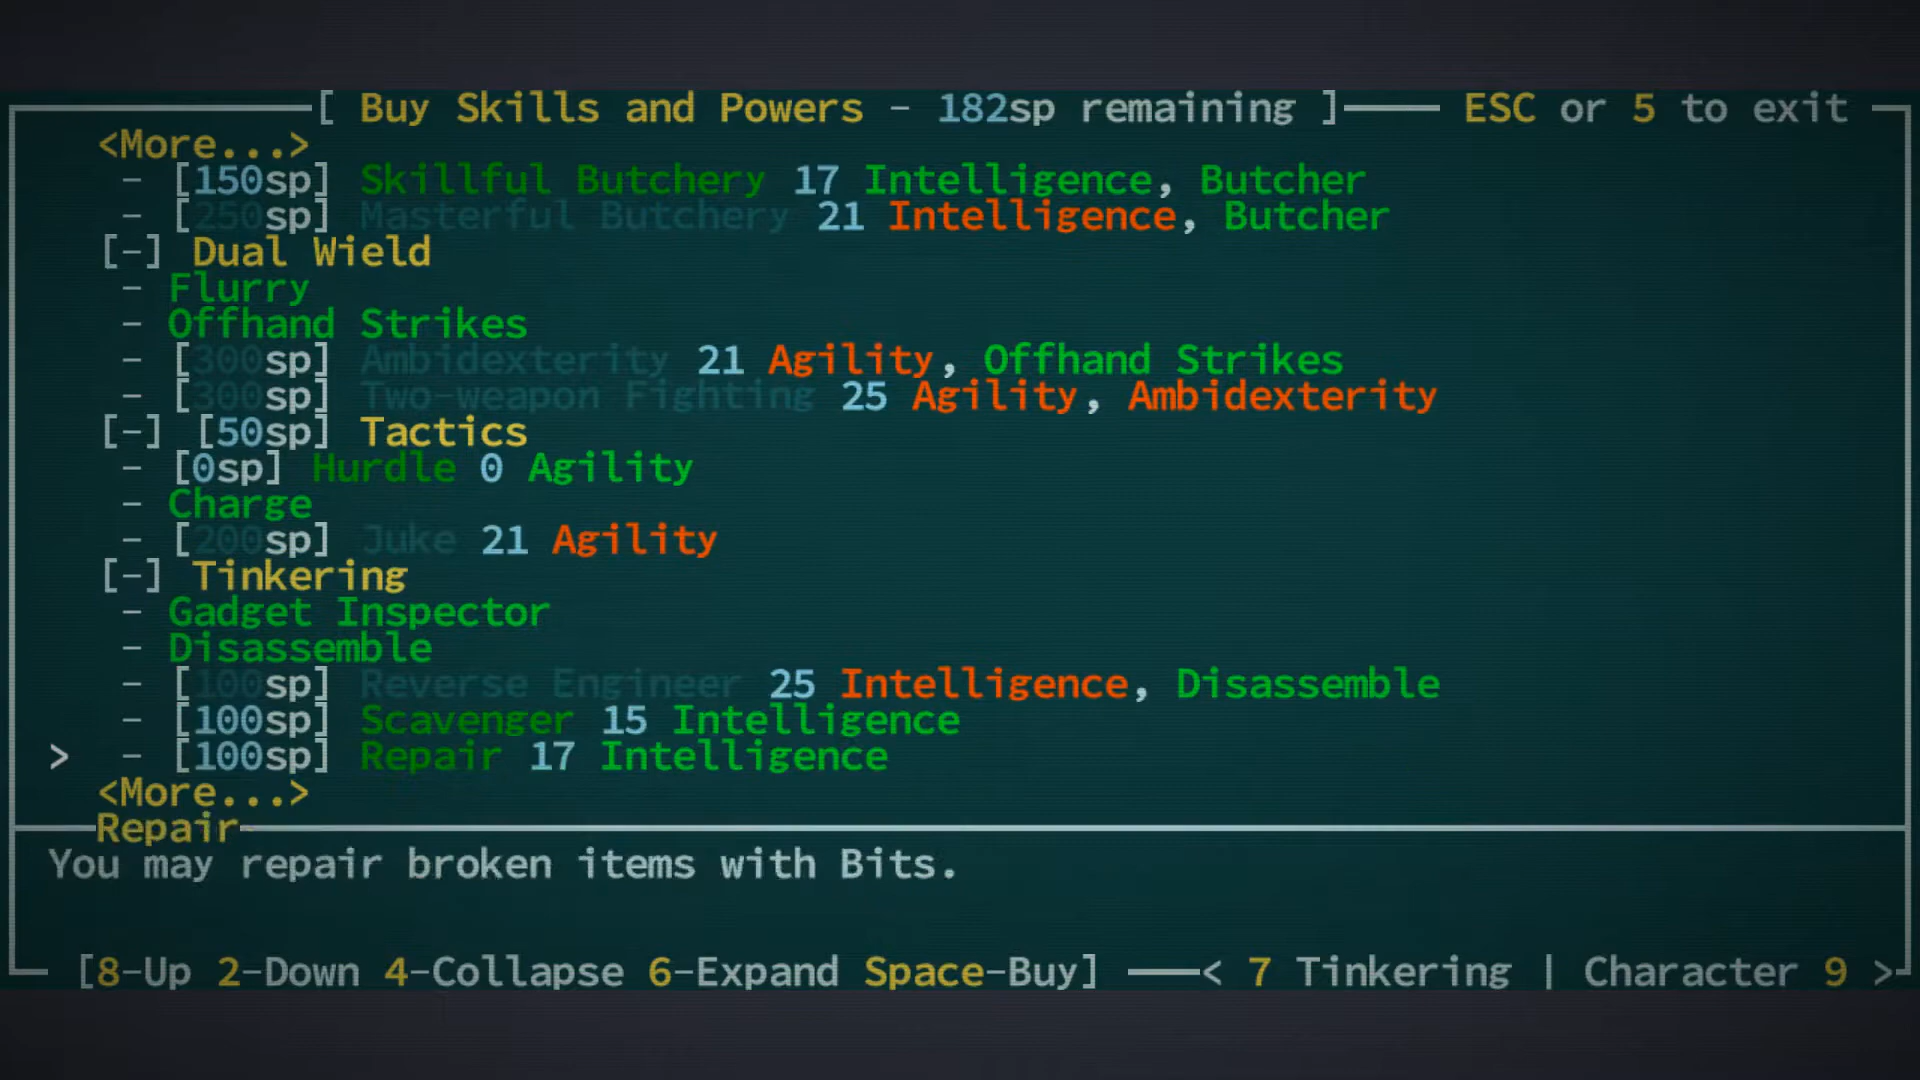 [ Buy Skills and Powers - 182sp remaining ] ESC or 5 to exit
<More...>
- [150sp] Skillful Butchery 17 Intelligence, Butcher
- [250sp] Masterful Butchery 21 Intelligence, Butcher
[-] Dual Wield
- Flurry
- Offhand Strikes
- [300sp] Ambidexterity 21 Agility, Offhand Strikes
- [300sp] Two-weapon Fighting 25 Agility, Ambidexterity
[-] [50sp] Tactics
- [0sp] Hurdle 0 Agility
- Charge
- [200sp] Juke 21 Agility
[-] Tinkering
- Gadget Inspector
- Disassemble
- [100sp] Reverse Engineer 25 Intelligence, Disassemble
- [100sp] Scavenger 15 Intelligence
> - [100sp] Repair 17 Intelligence
<More...>
Repair
You may repair broken items with Bits.
[8-Up 2-Down 4-Collapse 6-Expand Space-Buy] < 7 Tinkering | Character 9 >